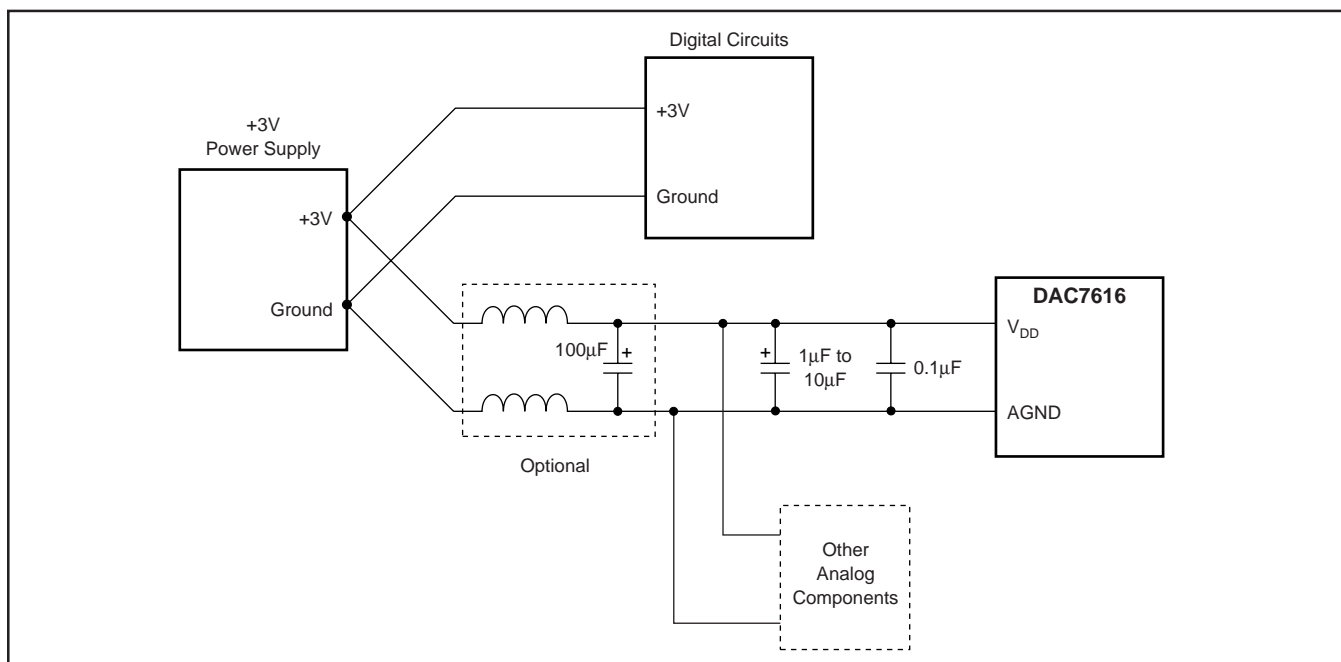 Digital Circuits
+3V
Ground
+3V
Power Supply
+3V
Ground
100µF
+
Optional
+
1µF to
10µF
0.1µF
DAC7616
VDD
AGND
Other
Analog
Components